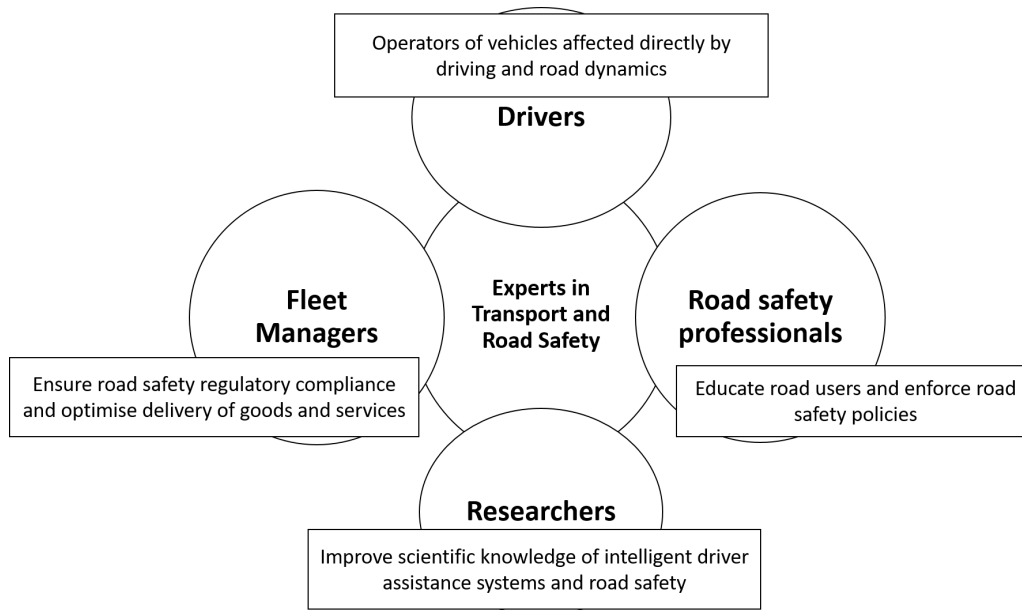 Operators of vehicles affected directly by
driving and road dynamics
Drivers
Fleet
Managers
Ensure road safety regulatory compliance
and optimise delivery of goods and services
Experts in
Transport and
Road Safety
Road safety
professionals
Educate road users and enforce road
safety policies
Researchers
Improve scientific knowledge of intelligent driver
assistance systems and road safety